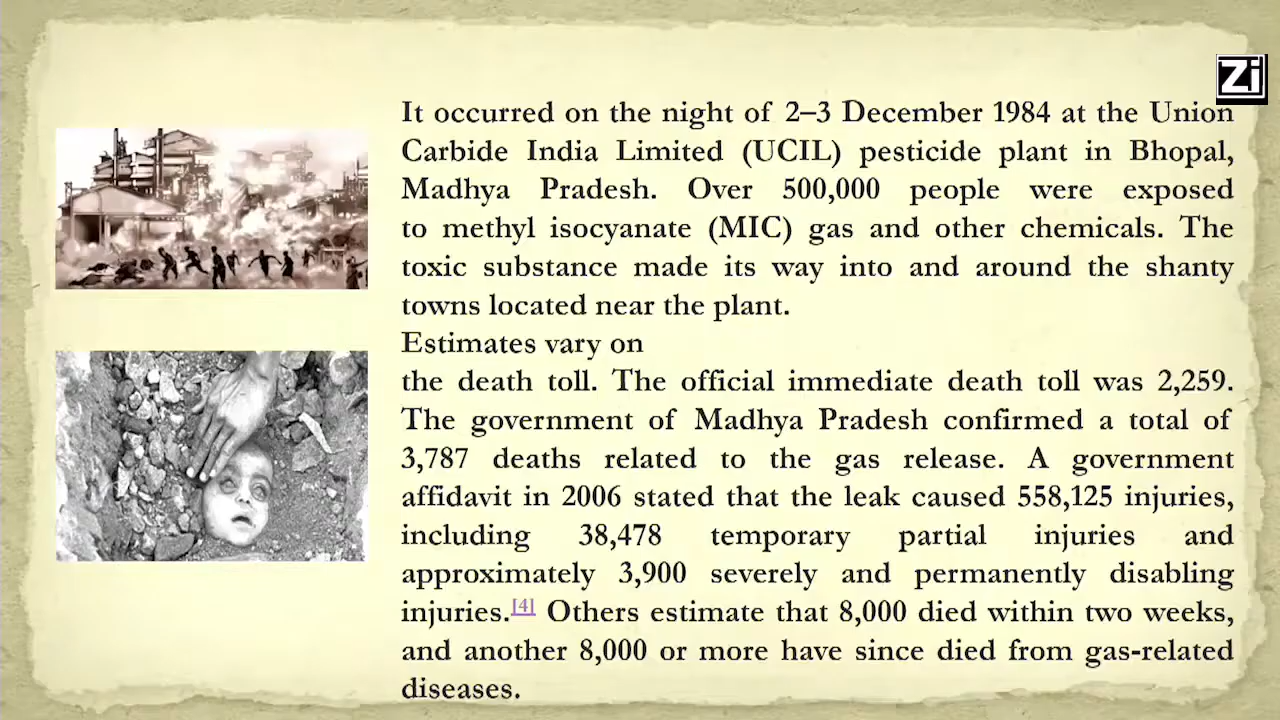 Zi
It occurred on the night of 2–3 December 1984 at the Union
Carbide India Limited (UCIL) pesticide plant in Bhopal,
Madhya Pradesh. Over 500,000 people were exposed
to methyl isocyanate (MIC) gas and other chemicals. The
toxic substance made its way into and around the shanty
towns located near the plant.
Estimates vary on
the death toll. The official immediate death toll was 2,259.
The government of Madhya Pradesh confirmed a total of
3,787 deaths related to the gas release. A government
affidavit in 2006 stated that the leak caused 558,125 injuries,
including 38,478 temporary partial injuries and
approximately 3,900 severely and permanently disabling
injuries.[4] Others estimate that 8,000 died within two weeks,
and another 8,000 or more have since died from gas-related
diseases.